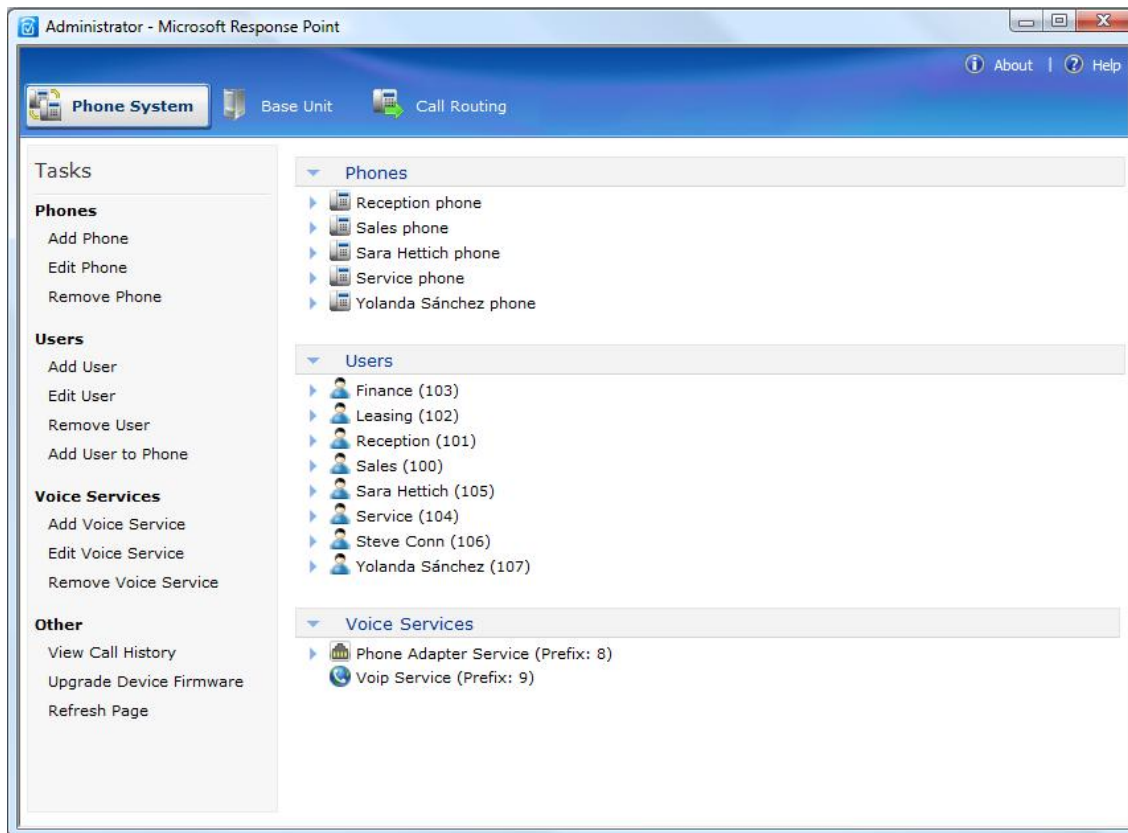 Administrator - Microsoft Response Point
About | Help
Phone System Base Unit Call Routing
Tasks
Phones
Add Phone
Edit Phone
Remove Phone
Users
Add User
Edit User
Remove User
Add User to Phone
Voice Services
Add Voice Service
Edit Voice Service
Remove Voice Service
Other
View Call History
Upgrade Device Firmware
Refresh Page
Phones
Reception phone
Sales phone
Sara Hettich phone
Service phone
Yolanda Sánchez phone
Users
Finance (103)
Leasing (102)
Reception (101)
Sales (100)
Sara Hettich (105)
Service (104)
Steve Conn (106)
Yolanda Sánchez (107)
Voice Services
Phone Adapter Service (Prefix: 8)
Voip Service (Prefix: 9)